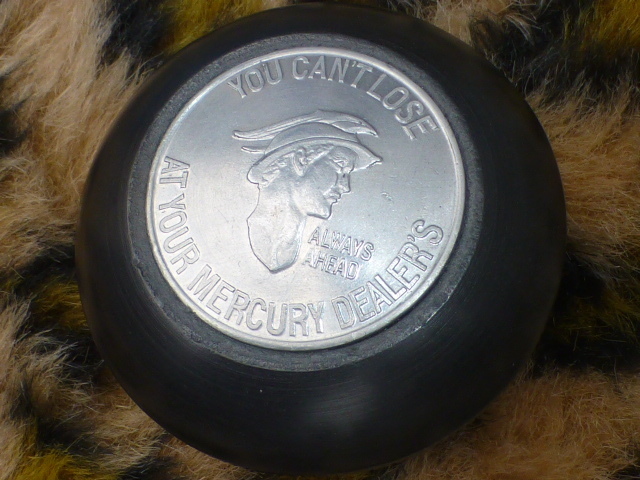 YOU CAN'T LOSE
ALWAYS
AHEAD
AT YOUR MERCURY DEALER'S